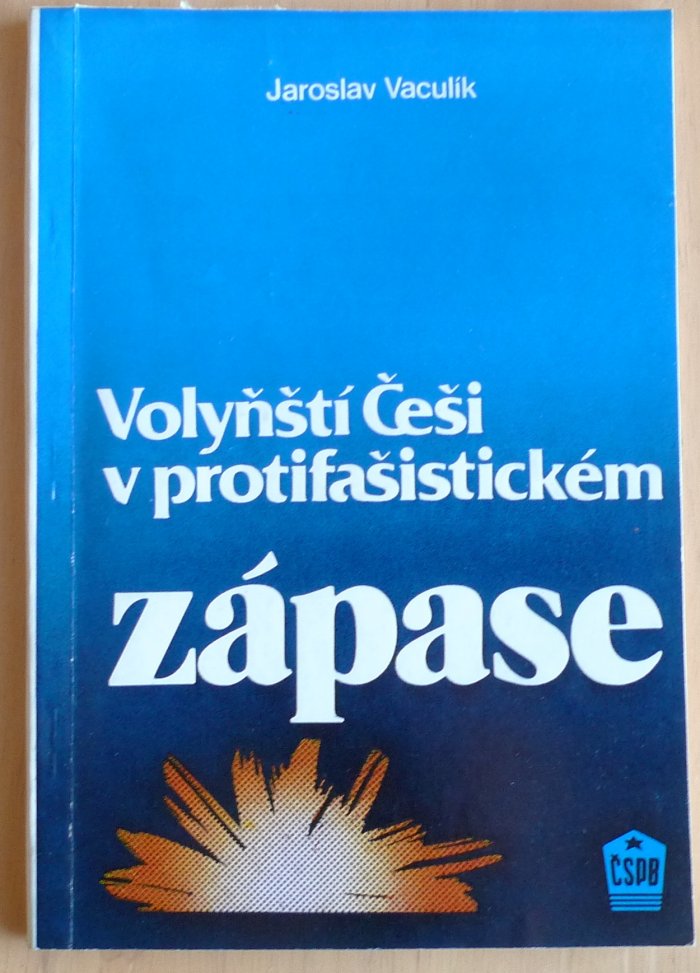 Jaroslav Vaculík
Volyňští Češi
v protifašistickém
zápase
ČSPB